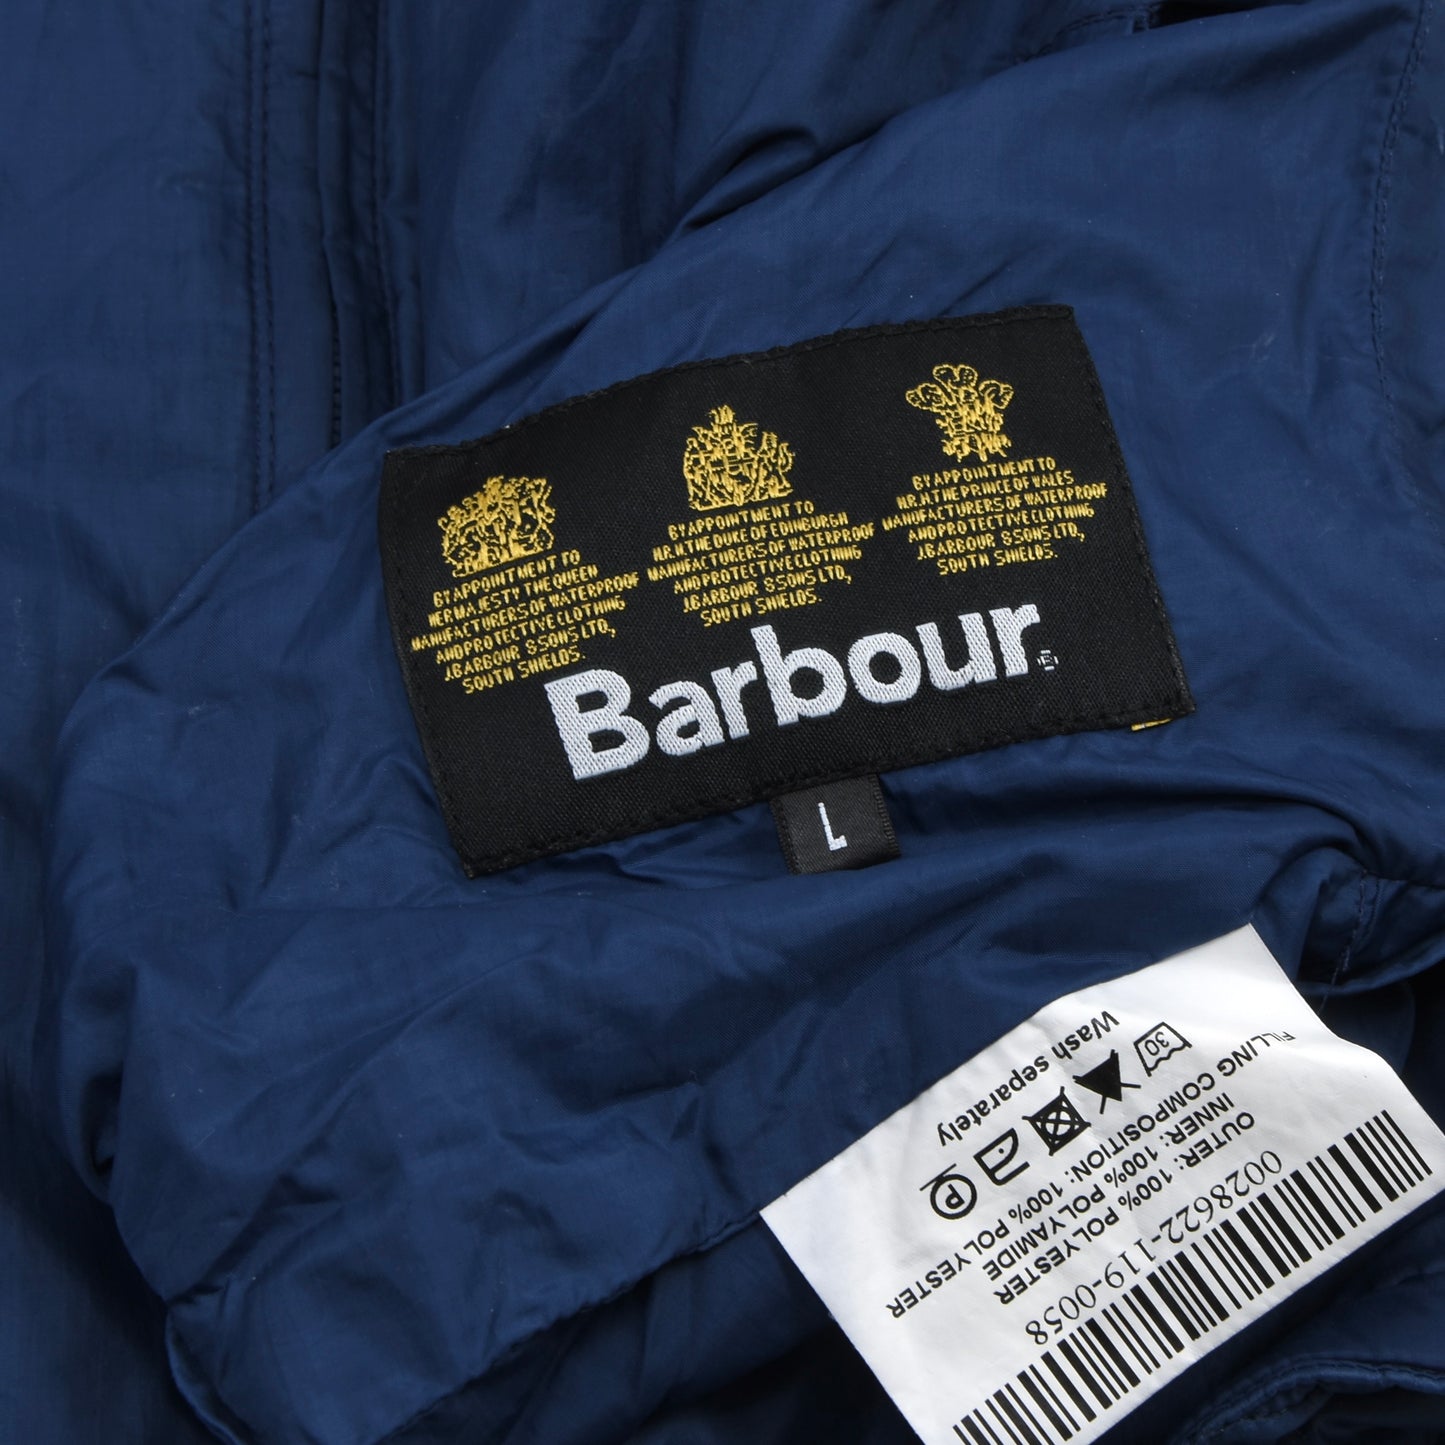 BY APPOINTMENT TO
HER MAJESTY THE QUEEN
MANUFACTURERS OF WATERPROOF
AND PROTECTIVE CLOTHING
J. BARBOUR & SONS LTD,
SOUTH SHIELDS.
BY APPOINTMENT TO
H.R.H. THE DUKE OF EDINBURGH
MANUFACTURERS OF WATERPROOF
AND PROTECTIVE CLOTHING
J. BARBOUR & SONS LTD,
SOUTH SHIELDS.
BY APPOINTMENT TO
H.R.H. THE PRINCE OF WALES
MANUFACTURERS OF WATERPROOF
AND PROTECTIVE CLOTHING
J. BARBOUR & SONS LTD,
SOUTH SHIELDS.
Barbour®
L
0028622-119-0058
OUTER: 100% POLYESTER
INNER: 100% POLYAMIDE
FILLING COMPOSITION: 100% POLYESTER
30 P
Wash separately